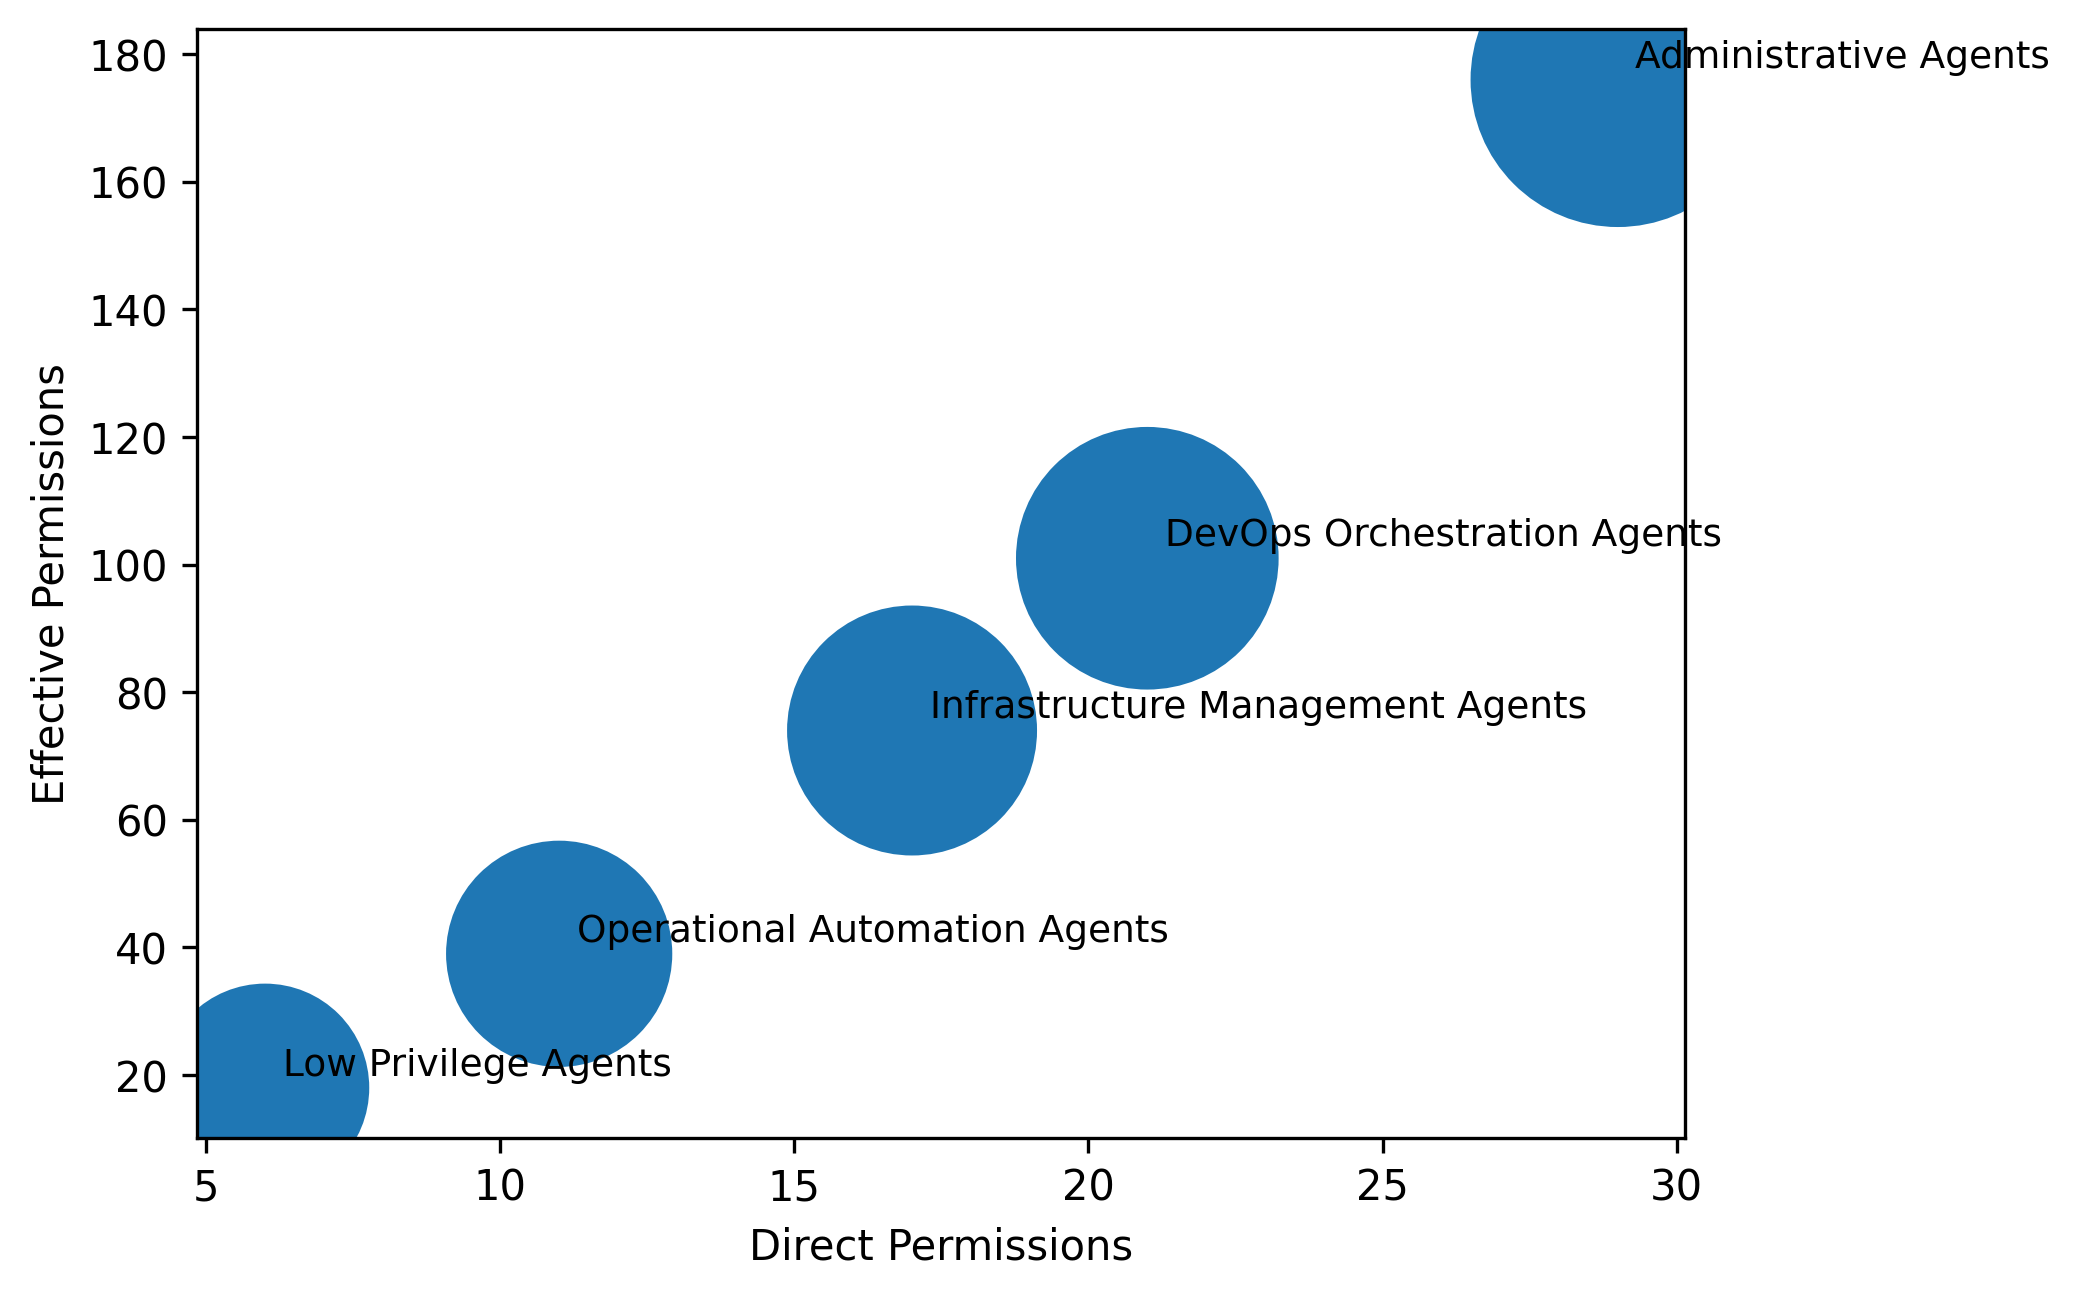 180
Administrative Agents
160
140
120
DevOps Orchestration Agents
100
Infrastructure Management Agents
80
60
Operational Automation Agents
40
Low Privilege Agents
20
Effective Permissions
5 10 15 20 25 30
Direct Permissions